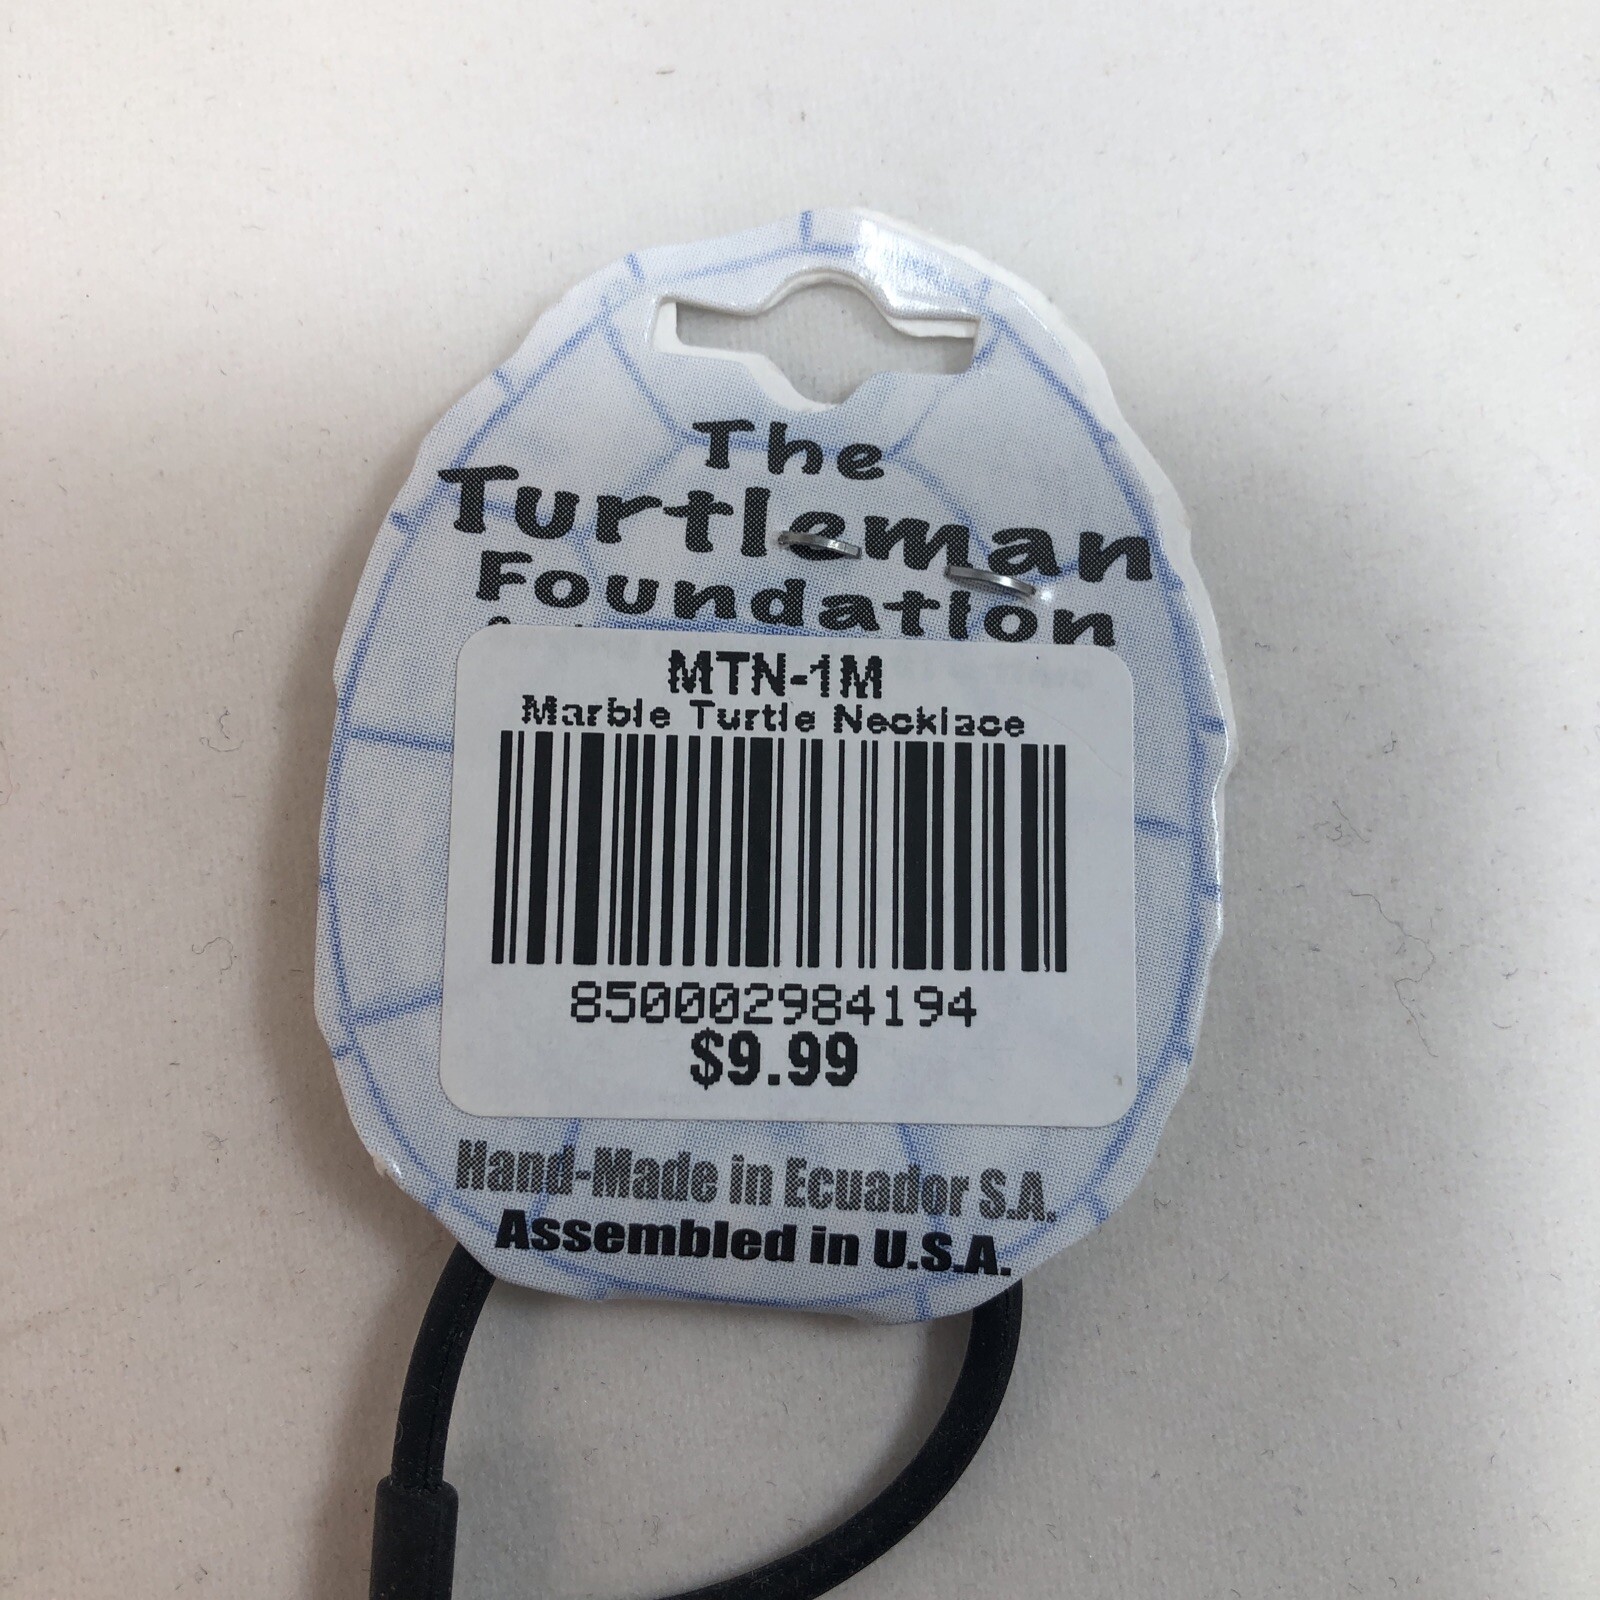 The
Turtleman
Foundation
MTN-1M
Marble Turtle Necklace
850002984194
$9.99
Hand-Made in Ecuador S.A.
Assembled in U.S.A.